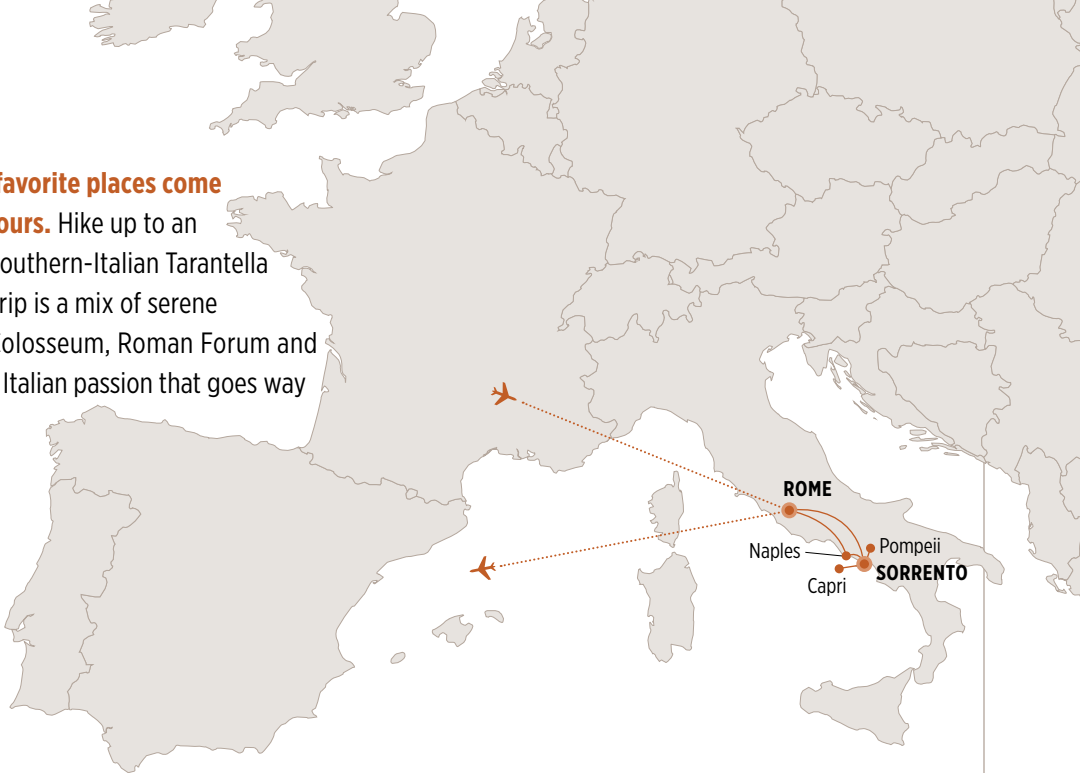 favorite places come
ours. Hike up to an
outhern-Italian Tarantella
rip is a mix of serene
Colosseum, Roman Forum and
Italian passion that goes way
ROME
Naples
Pompeii
SORRENTO
Capri